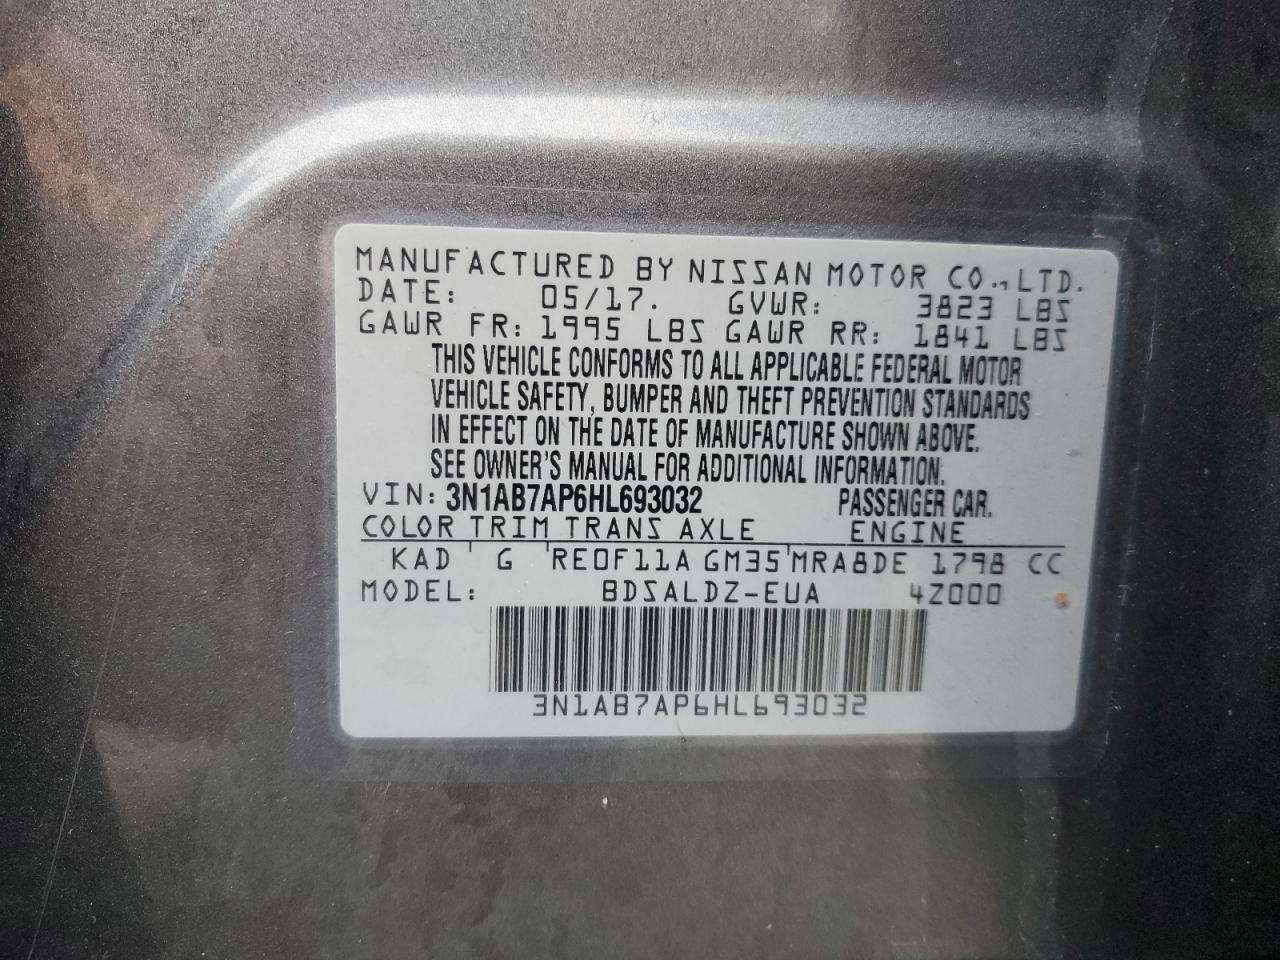 MANUFACTURED BY NISSAN MOTOR CO., LTD.
DATE: 05/17. GVWR: 3823 LBS
GAWR FR: 1995 LBS GAWR RR: 1841 LBS
THIS VEHICLE CONFORMS TO ALL APPLICABLE FEDERAL MOTOR
VEHICLE SAFETY, BUMPER AND THEFT PREVENTION STANDARDS
IN EFFECT ON THE DATE OF MANUFACTURE SHOWN ABOVE.
SEE OWNER'S MANUAL FOR ADDITIONAL INFORMATION.
VIN: 3N1AB7AP6HL693032 PASSENGER CAR.
COLOR TRIM TRANS AXLE ENGINE
KAD G RE0F11A GM35 MRA8DE 1798 CC
MODEL: BDSALDZ-EUA 4Z000
3N1AB7AP6HL693032